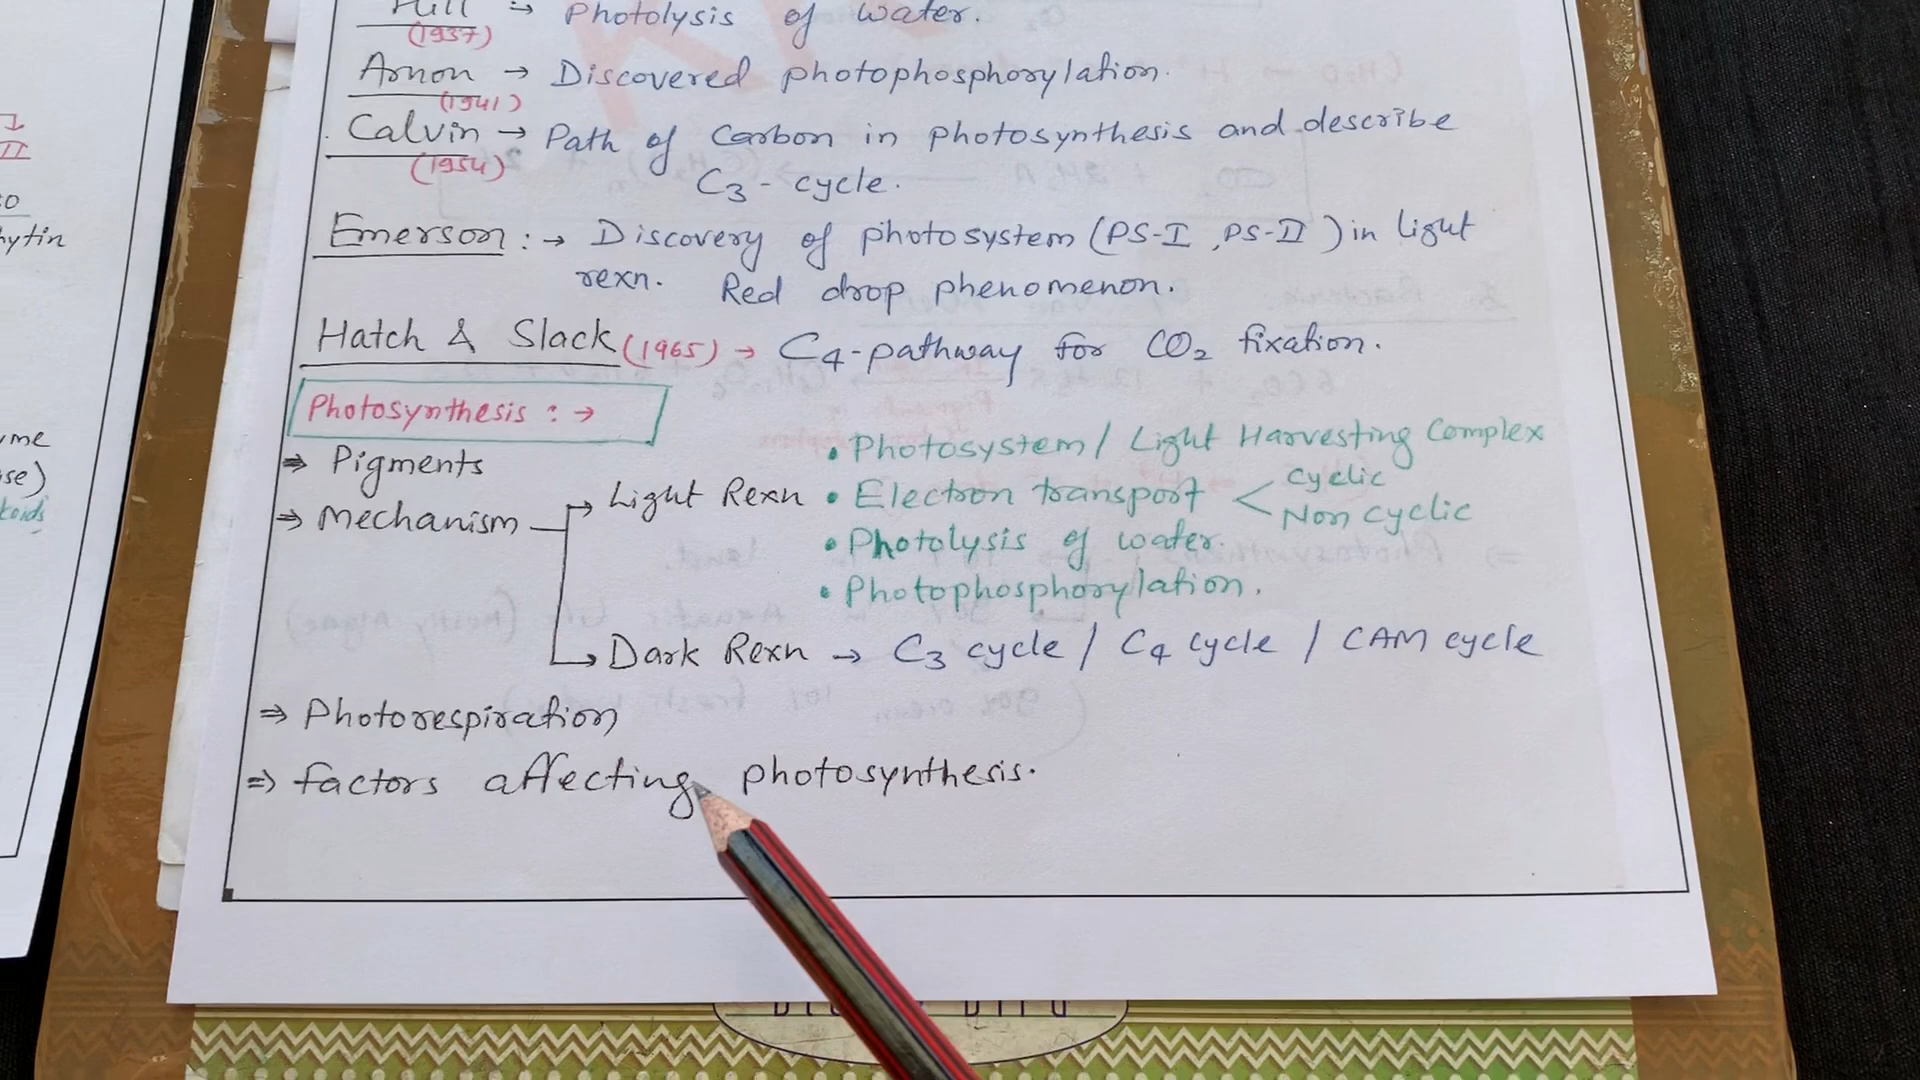 Hill :→ Photolysis of water.
(1937)
Arnon → Discovered photophosphorylation.
(1941)
Calvin → Path of Carbon in photosynthesis and describe
(1954)
C3 - cycle.
Emerson :→ Discovery of photosystem (PS-I ,PS-II) in light
rexn. Red drop phenomenon.
Hatch & Slack (1965) → C4-pathway for CO2 fixation.
Photosynthesis :→
⇒ Pigments
• Photosystem / Light Harvesting Complex
⇒ Mechanism
Light Rexn • Electron transport < Cyclic
Non cyclic
• Photolysis of water.
• Photophosphorylation.
Dark Rexn → C3 cycle / C4 cycle / CAM cycle
⇒ Photorespiration
⇒ factors affecting photosynthesis.